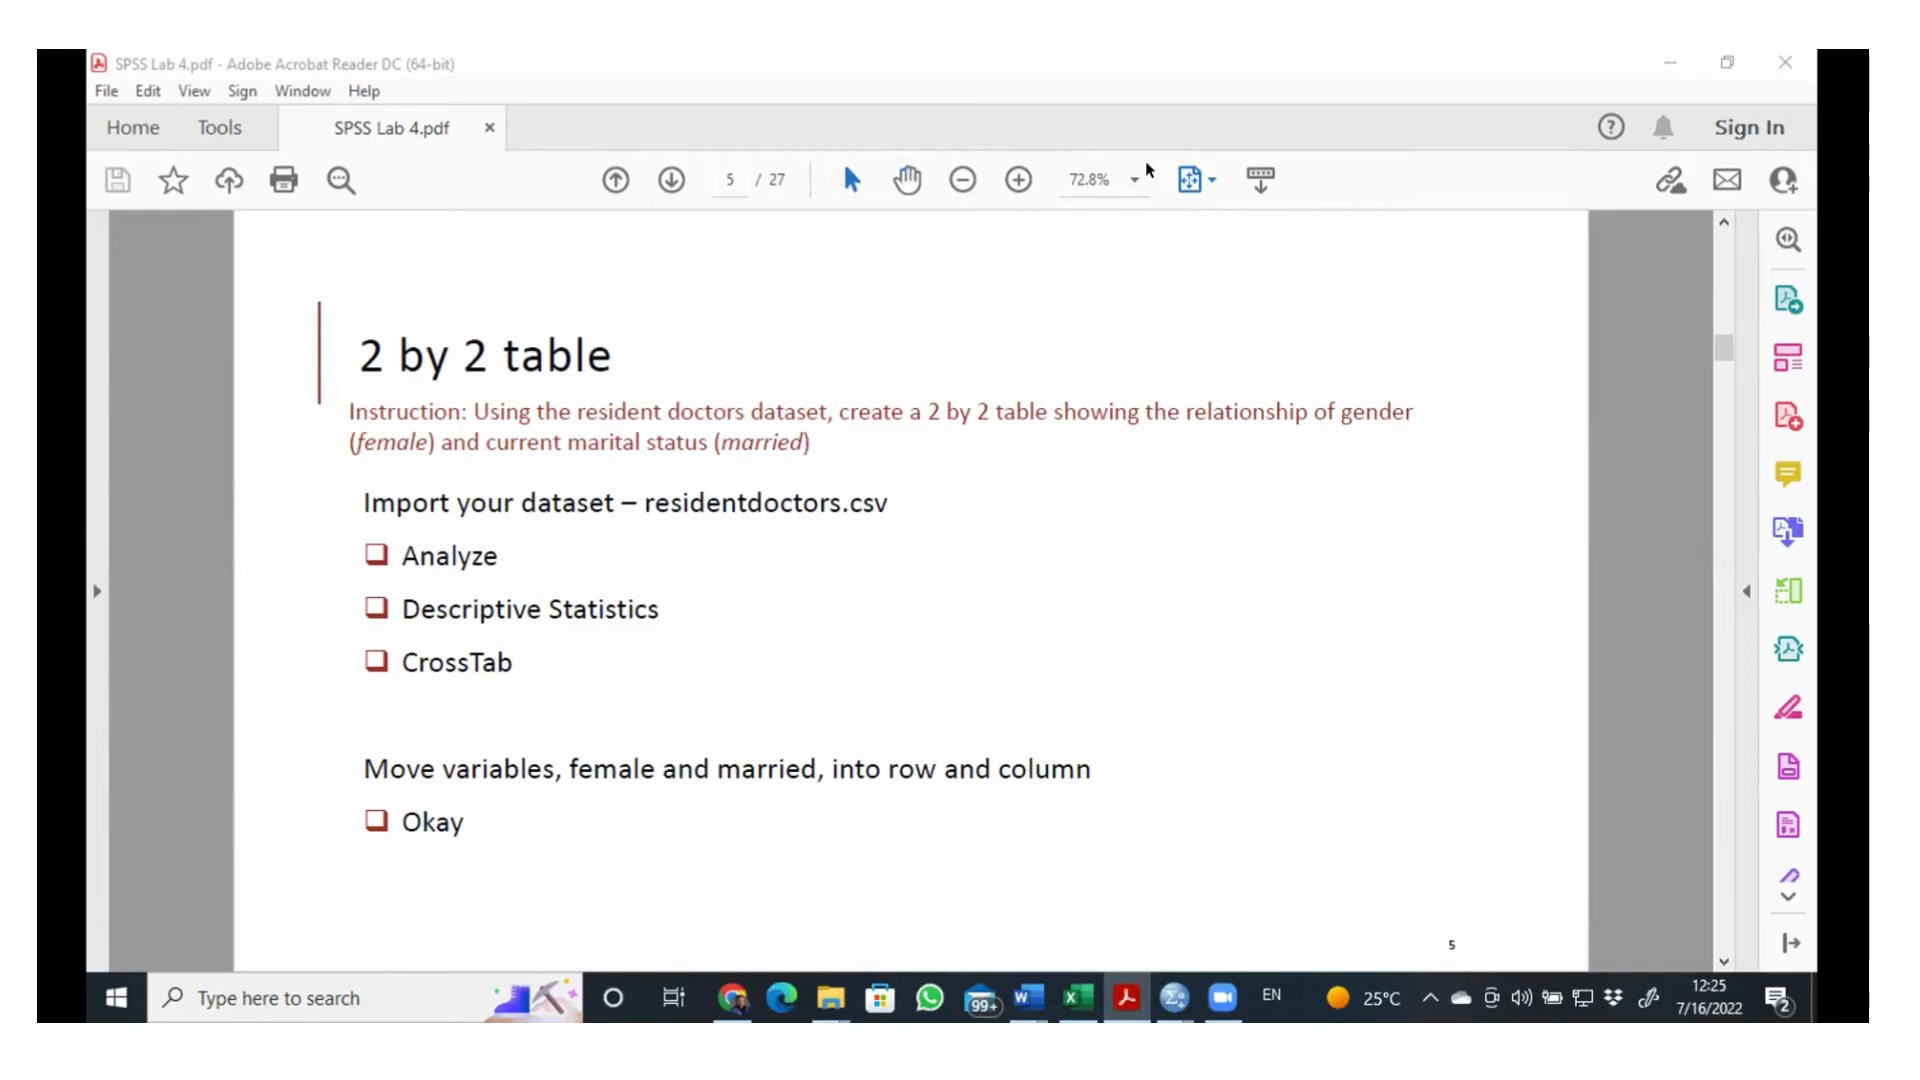 SPSS Lab 4.pdf - Adobe Acrobat Reader DC (64-bit)
File Edit View Sign Window Help
Home Tools SPSS Lab 4.pdf Sign In
5 / 27 72.8%
2 by 2 table
Instruction: Using the resident doctors dataset, create a 2 by 2 table showing the relationship of gender
(female) and current marital status (married)
Import your dataset – residentdoctors.csv
Analyze
Descriptive Statistics
CrossTab
Move variables, female and married, into row and column
Okay
5
Type here to search
99+
EN
25°C
12:25
7/16/2022
2